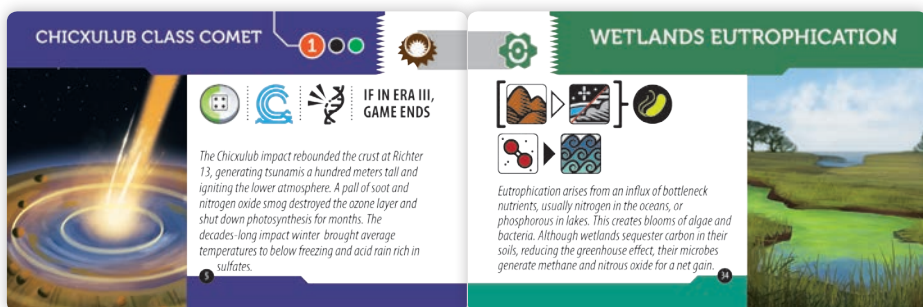 CHICXULUB CLASS COMET
1
IF IN ERA III,
GAME ENDS
The Chicxulub impact rebounded the crust at Richter
13, generating tsunamis a hundred meters tall and
igniting the lower atmosphere. A pall of soot and
nitrogen oxide smog destroyed the ozone layer and
shut down photosynthesis for months. The
decades-long impact winter brought average
temperatures to below freezing and acid rain rich in
sulfates.
5
WETLANDS EUTROPHICATION
Eutrophication arises from an influx of bottleneck
nutrients, usually nitrogen in the oceans, or
phosphorous in lakes. This creates blooms of algae and
bacteria. Although wetlands sequester carbon in their
soils, reducing the greenhouse effect, their microbes
generate methane and nitrous oxide for a net gain.
34